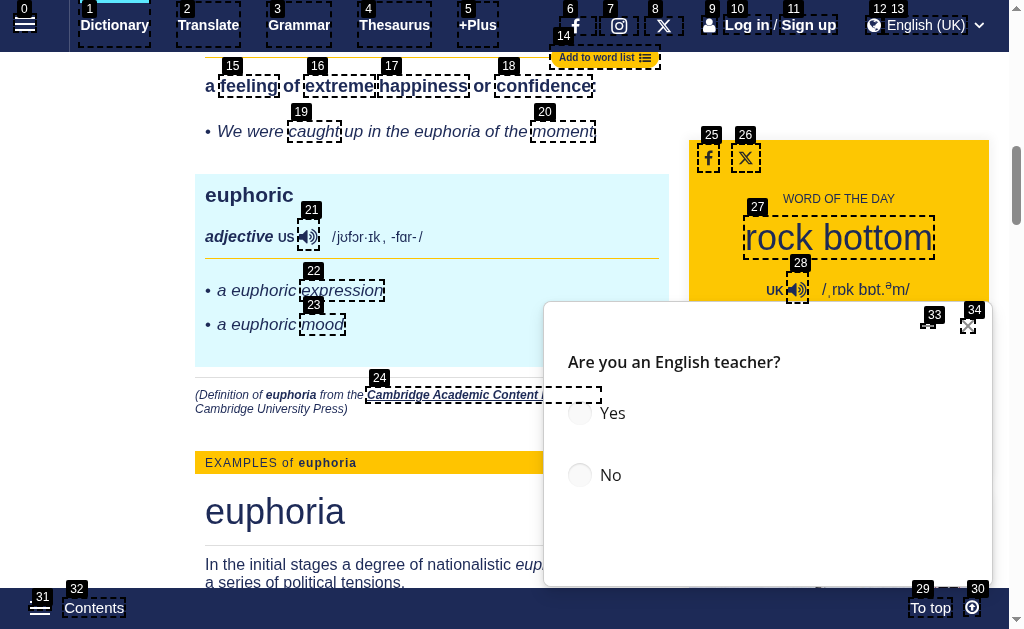 0 1 2 3 4 5 6 7 8 9 10 11 12 13
Dictionary Translate Grammar Thesaurus +Plus Log in / Sign up English (UK)
14
Add to word list
15 16 17 18
a feeling of extreme happiness or confidence:
19 20
• We were caught up in the euphoria of the moment.
euphoric
21
adjective US /jʊfɔr·ɪk, -fɑr-/
22
• a euphoric expression
23
• a euphoric mood
24
(Definition of euphoria from the Cambridge Academic Content
Cambridge University Press)
EXAMPLES of euphoria
euphoria
In the initial stages a degree of nationalistic
a series of political tensions.
25 26
WORD OF THE DAY
27
rock bottom
28
UK /ˌrɒk ˈbɒt.əm/
33 34
Are you an English teacher?
Yes
No
31 32 29 30
Contents To top